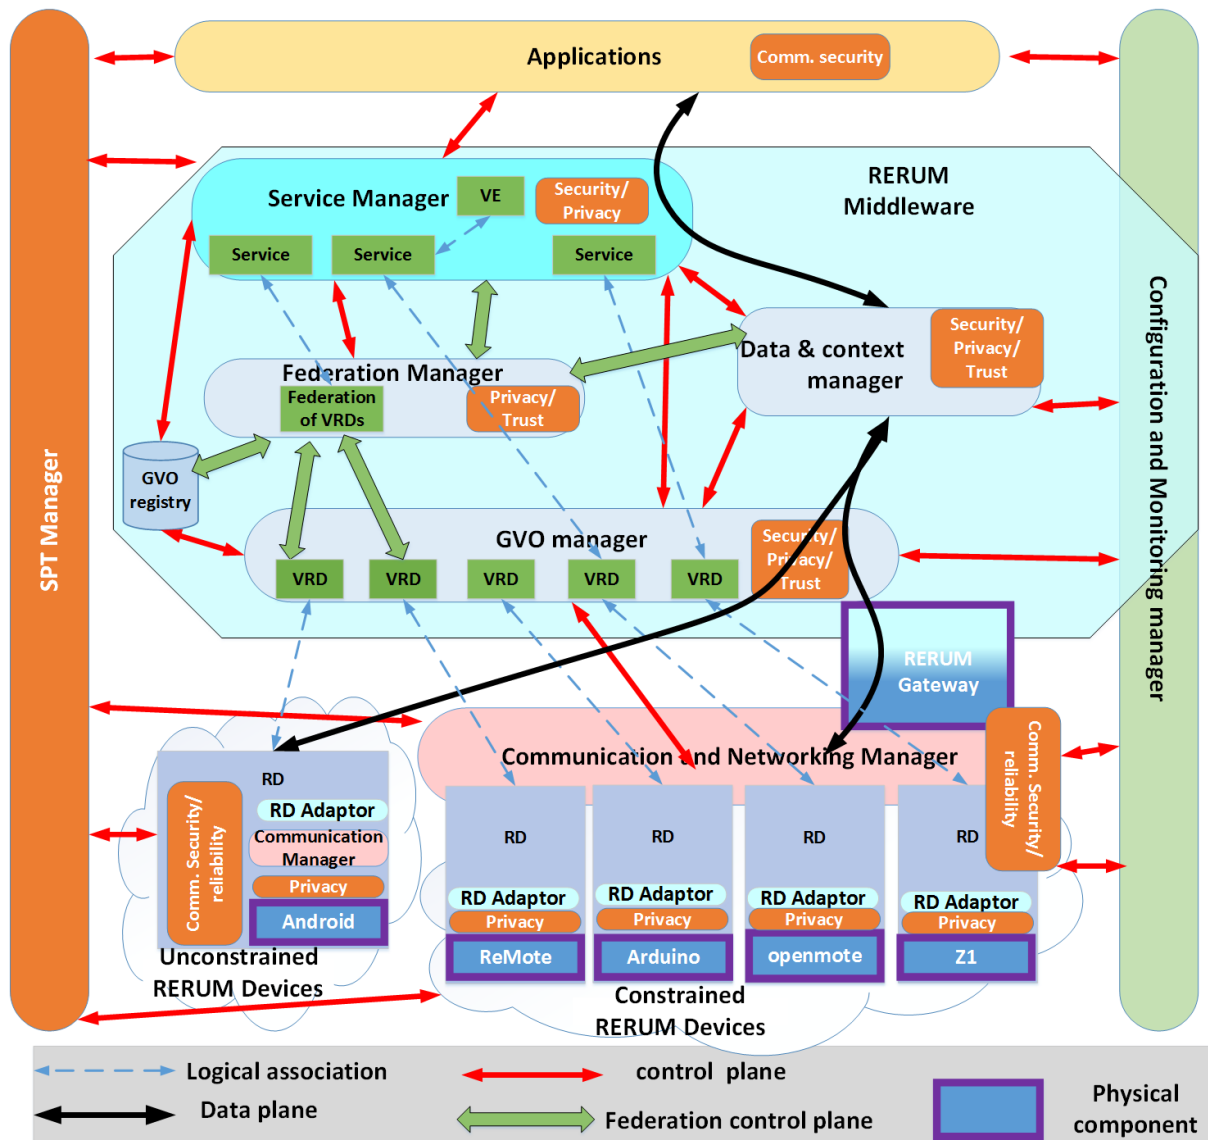 Applications
Comm. security
SPT Manager
Configuration and Monitoring manager
RERUM
Middleware
Service Manager
VE
Security/
Privacy
Service
Service
Service
Data & context
manager
Security/
Privacy/
Trust
Federation Manager
Federation
of VRDs
Privacy/
Trust
GVO
registry
GVO manager
Security/
Privacy/
Trust
VRD
VRD
VRD
VRD
VRD
RERUM
Gateway
Communication and Networking Manager
Comm. Security/
reliability
RD
RD Adaptor
Communication
Manager
Privacy
Android
Comm. Security/
reliability
Unconstrained
RERUM Devices
RD
RD
RD
RD
RD Adaptor
RD Adaptor
RD Adaptor
RD Adaptor
Privacy
Privacy
Privacy
Privacy
ReMote
Arduino
openmote
Z1
Constrained
RERUM Devices
Logical association
control plane
Data plane
Federation control plane
Physical
component